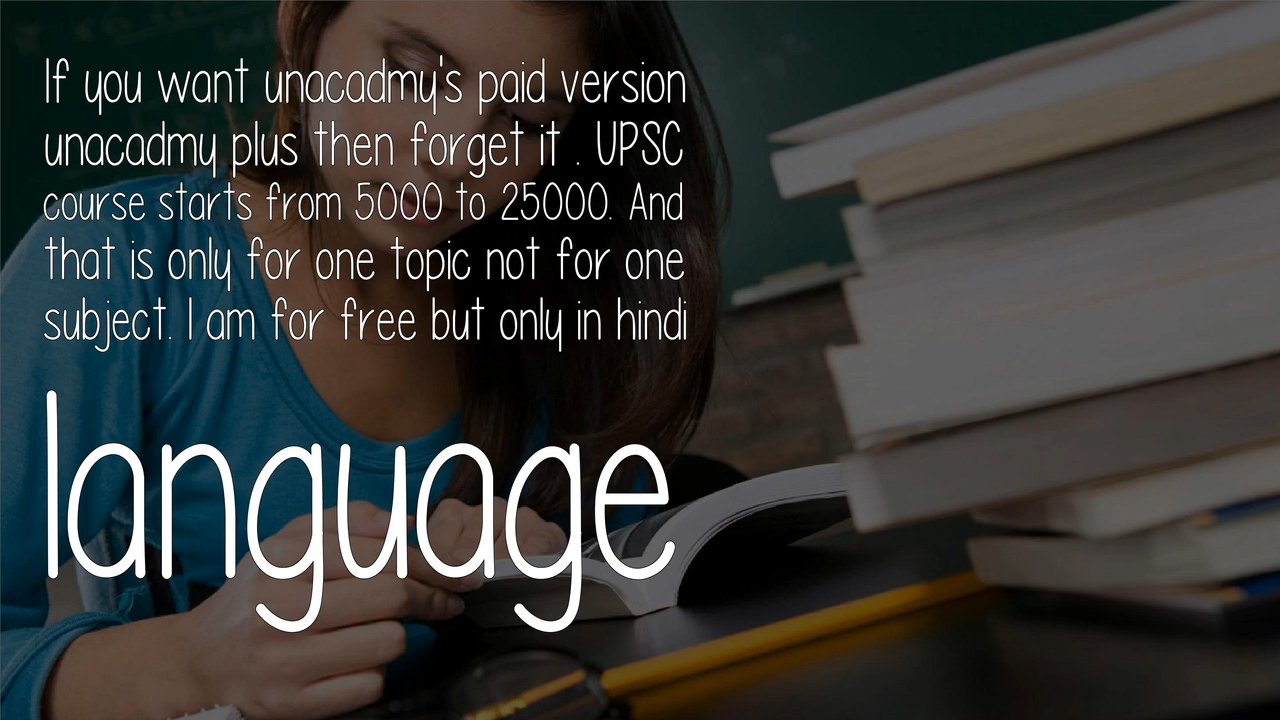 If you want unacadmy's paid version
unacadmy plus then forget it . UPSC
course starts from 5000 to 25000. And
that is only for one topic not for one
subject. I am for free but only in hindi
language